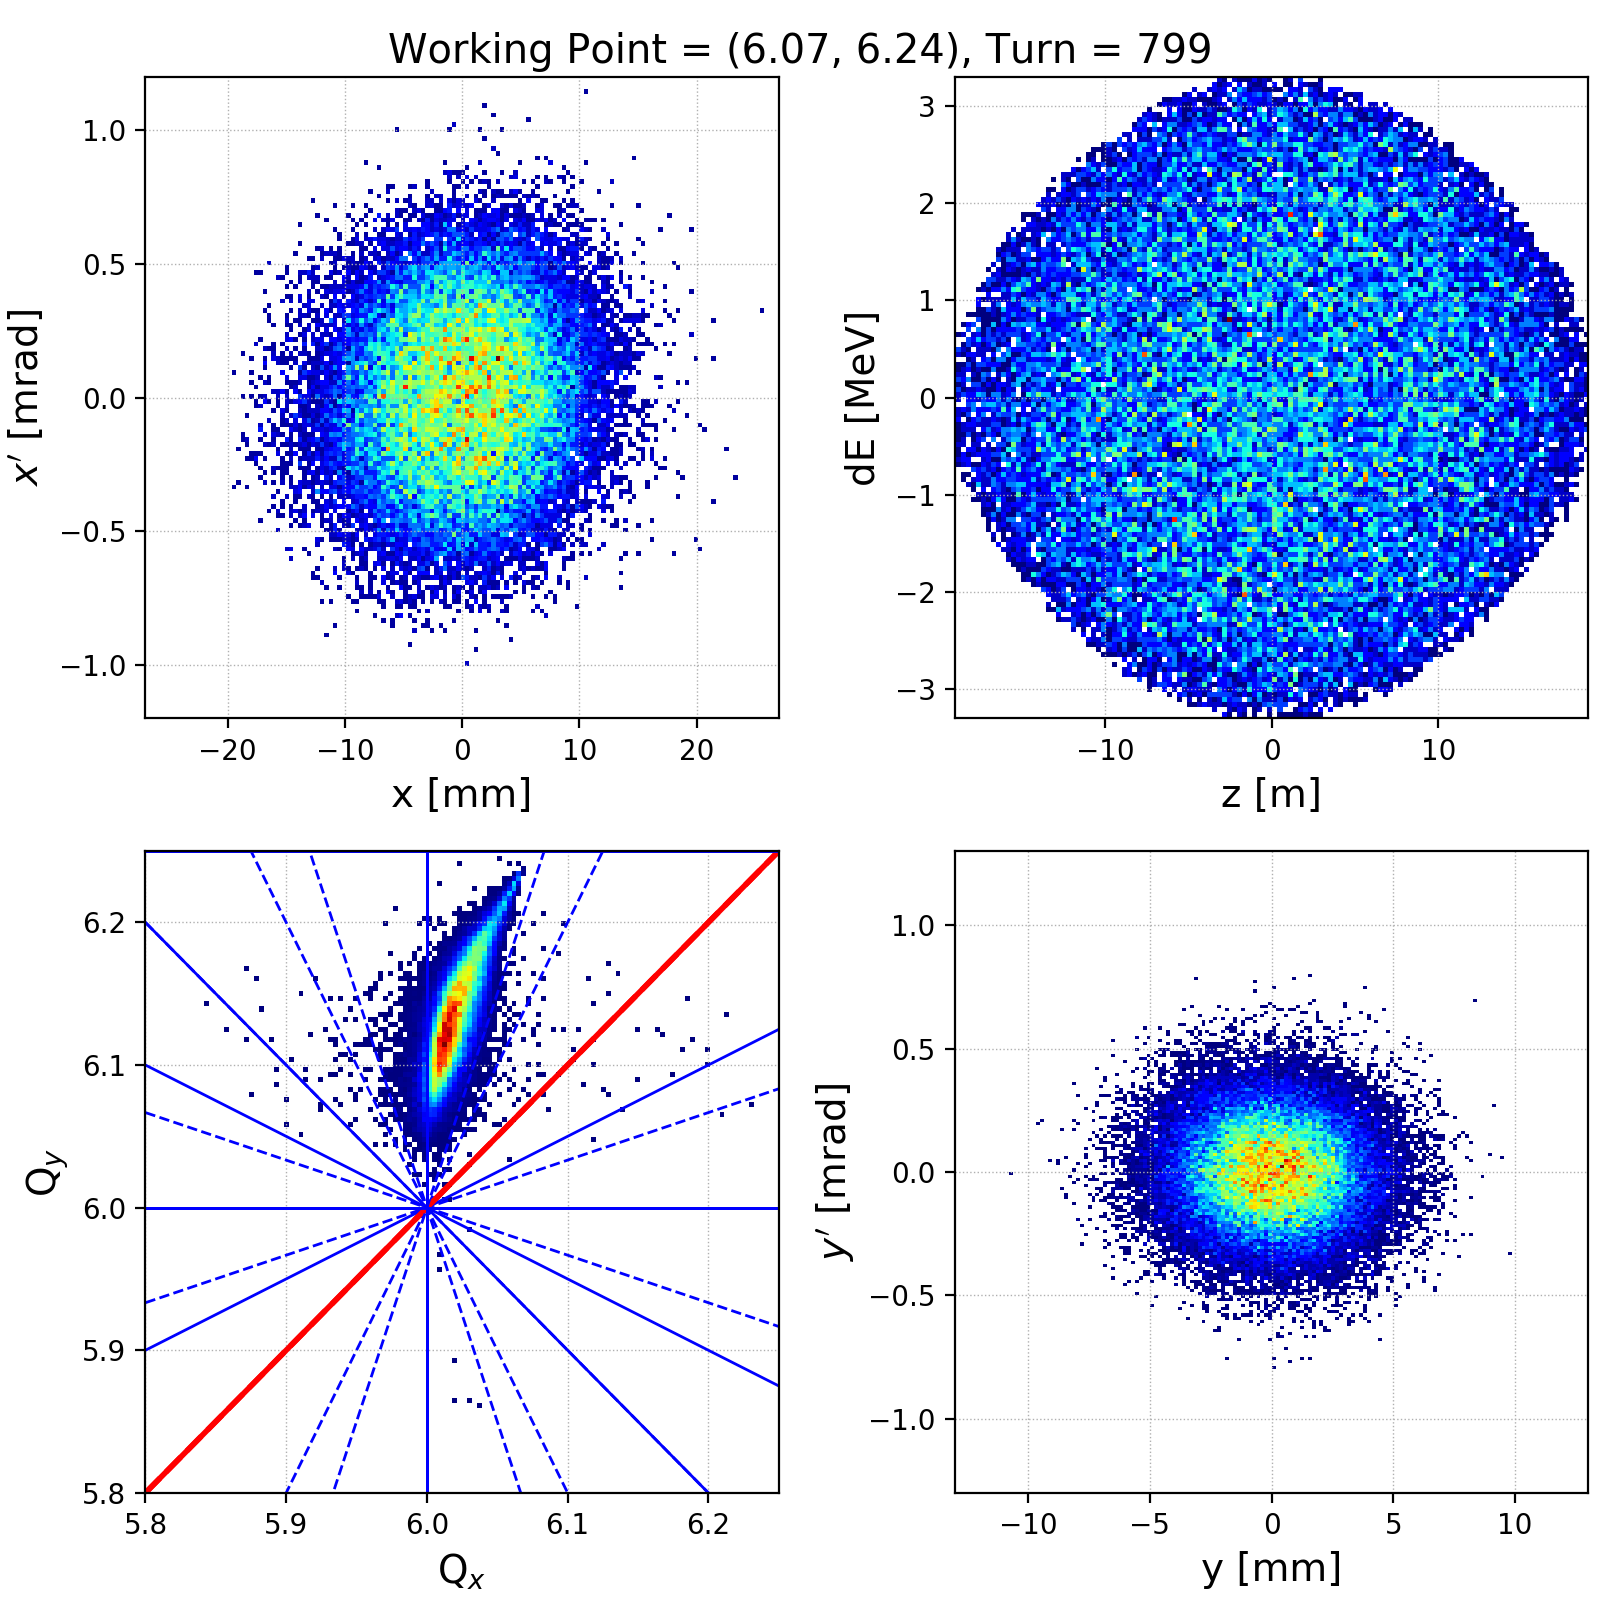 Working Point = (6.07, 6.24), Turn = 799
1.0
0.5
0.0
−0.5
−1.0
x′ [mrad]
−20 −10 0 10 20
x [mm]
3
2
1
0
−1
−2
−3
dE [MeV]
−10 0 10
z [m]
6.2
6.1
6.0
5.9
5.8
Qy
5.8 5.9 6.0 6.1 6.2
Qx
1.0
0.5
0.0
−0.5
−1.0
y′ [mrad]
−10 −5 0 5 10
y [mm]